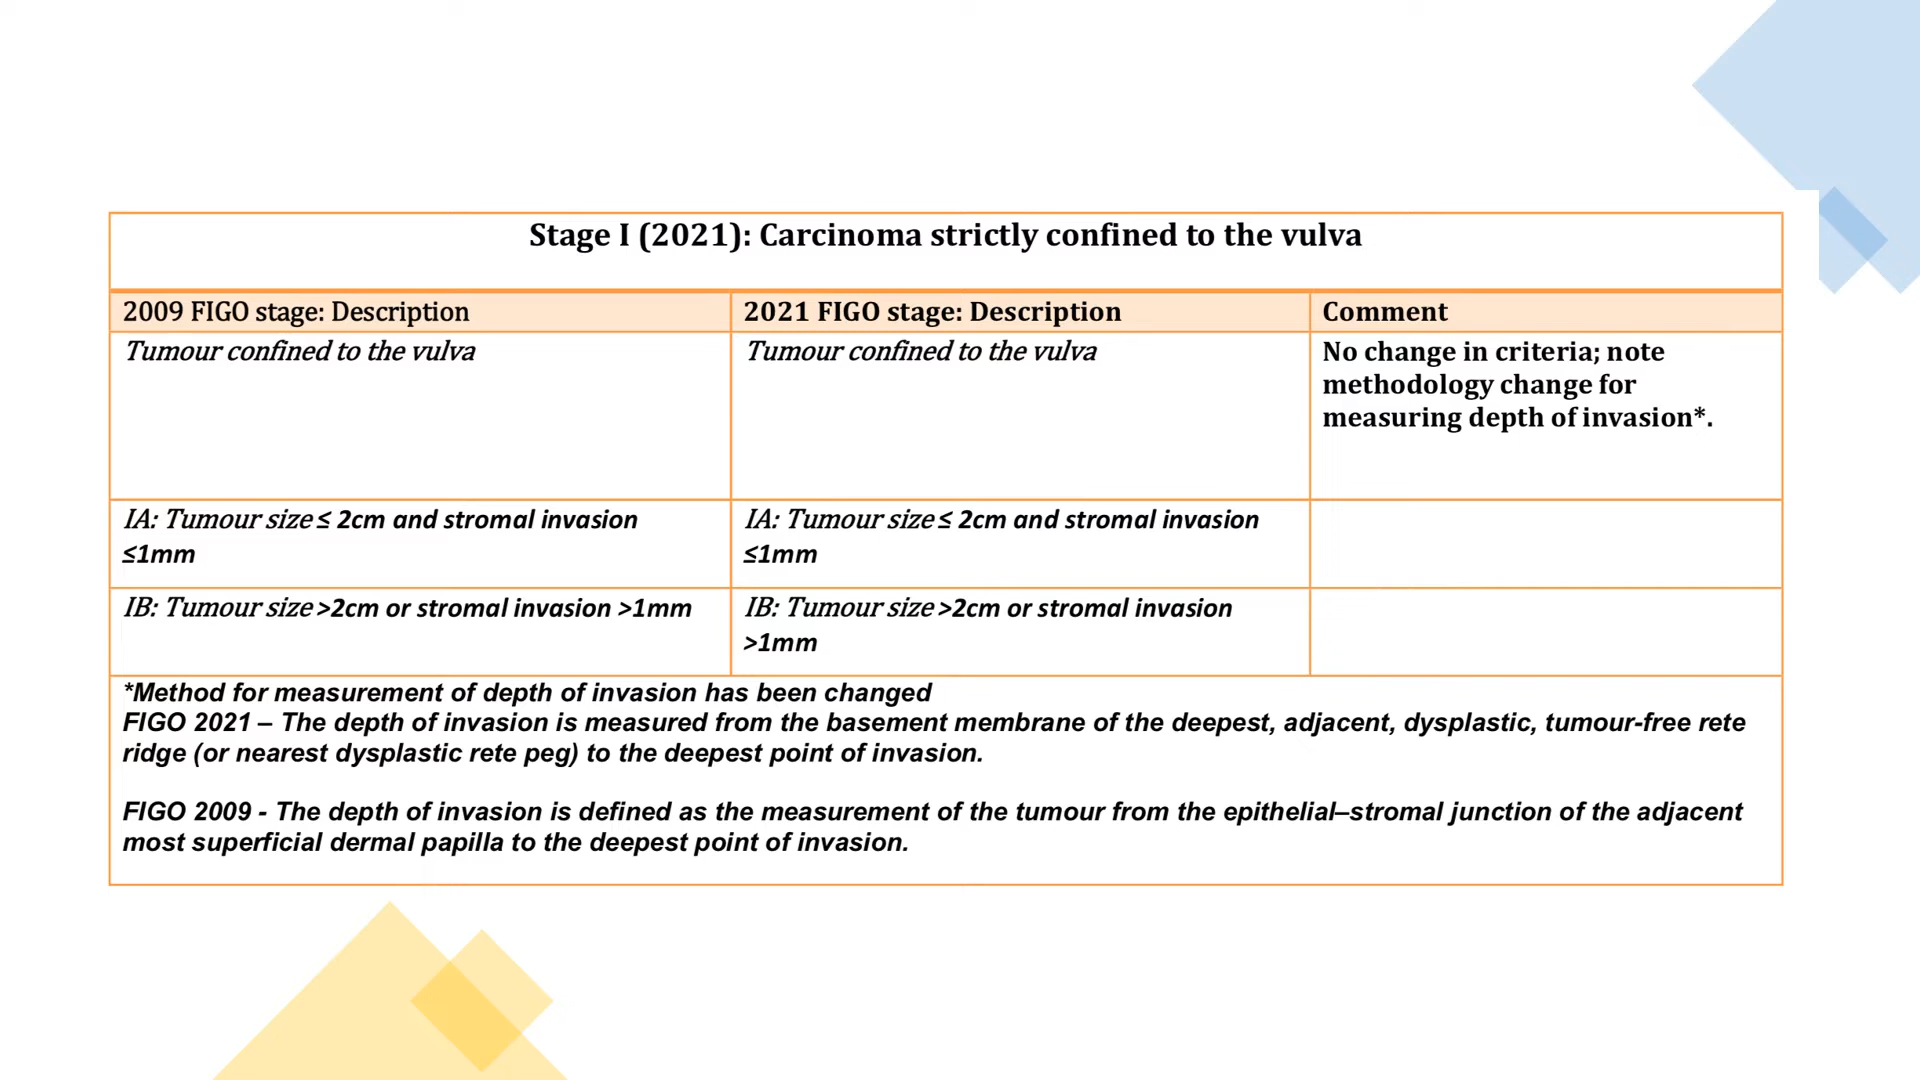 Stage I (2021): Carcinoma strictly confined to the vulva
2009 FIGO stage: Description
2021 FIGO stage: Description
Comment
Tumour confined to the vulva
Tumour confined to the vulva
No change in criteria; note
methodology change for
measuring depth of invasion*.
IA: Tumour size ≤ 2cm and stromal invasion
≤1mm
IA: Tumour size ≤ 2cm and stromal invasion
≤1mm
IB: Tumour size >2cm or stromal invasion >1mm
IB: Tumour size >2cm or stromal invasion
>1mm
*Method for measurement of depth of invasion has been changed
FIGO 2021 – The depth of invasion is measured from the basement membrane of the deepest, adjacent, dysplastic, tumour-free rete
ridge (or nearest dysplastic rete peg) to the deepest point of invasion.
FIGO 2009 - The depth of invasion is defined as the measurement of the tumour from the epithelial–stromal junction of the adjacent
most superficial dermal papilla to the deepest point of invasion.